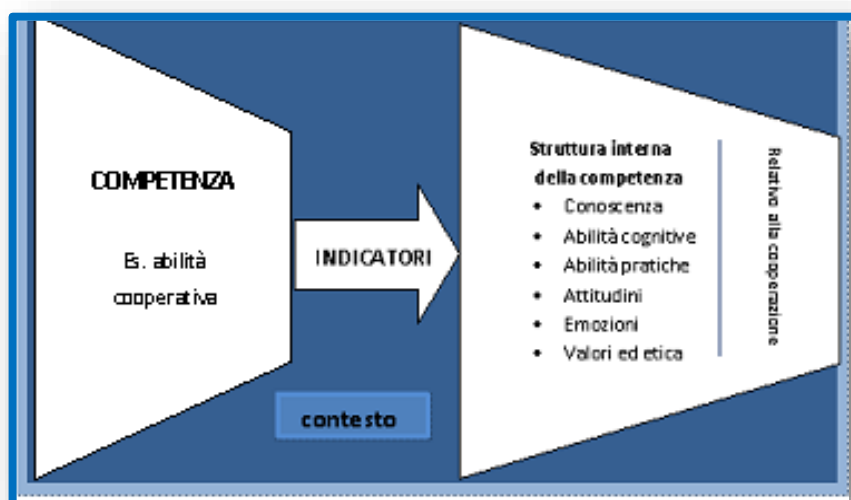 COMPETENZA
Es. abilità
cooperativa
INDICATORI
contesto
Struttura interna
della competenza
• Conoscenza
• Abilità cognitive
• Abilità pratiche
• Attitudini
• Emozioni
• Valori ed etica
Relativo alla cooperazione